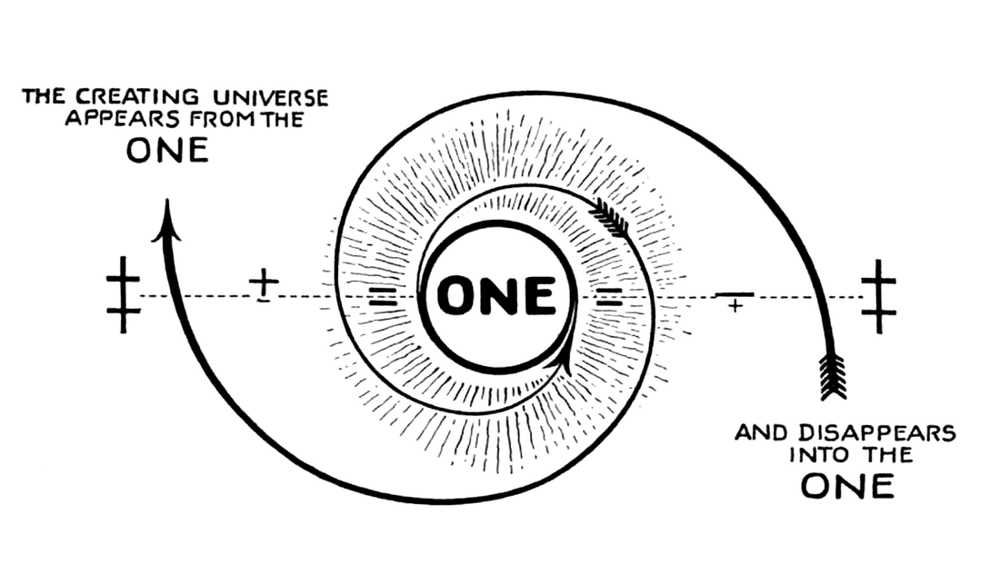 THE CREATING UNIVERSE
APPEARS FROM THE
ONE
‡ + − = ONE = − + ‡
AND DISAPPEARS
INTO THE
ONE